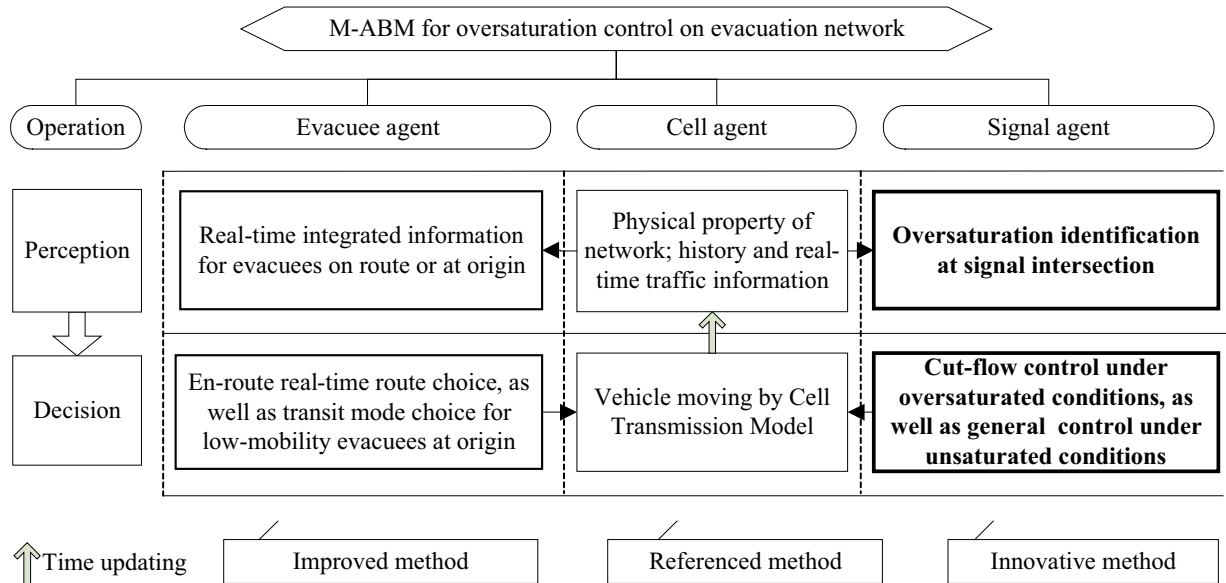 M-ABM for oversaturation control on evacuation network
Operation
Evacuee agent
Cell agent
Signal agent
Perception
Real-time integrated information
for evacuees on route or at origin
Physical property of
network; history and real-
time traffic information
Oversaturation identification
at signal intersection
Decision
En-route real-time route choice, as
well as transit mode choice for
low-mobility evacuees at origin
Vehicle moving by Cell
Transmission Model
Cut-flow control under
oversaturated conditions, as
well as general control under
unsaturated conditions
Time updating
Improved method
Referenced method
Innovative method